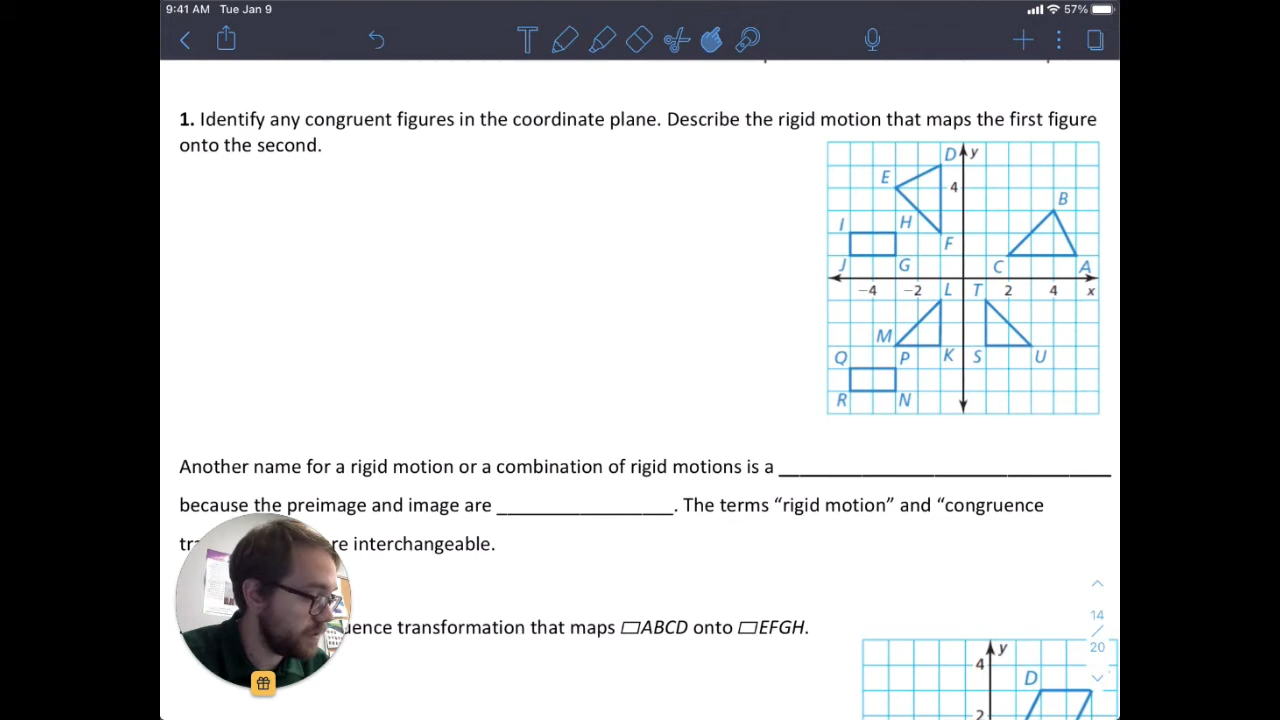 9:41 AM Tue Jan 9
57%
T
1. Identify any congruent figures in the coordinate plane. Describe the rigid motion that maps the first figure
onto the second.
D y
E
4
B
I H
F
J G C A
−4 −2 L T 2 4 x
M
Q P K S U
R N
Another name for a rigid motion or a combination of rigid motions is a ______________________________
because the preimage and image are ________________. The terms “rigid motion” and “congruence
re interchangeable.
14
/
20
uence transformation that maps ▱ABCD onto ▱EFGH.
y
4
D
2